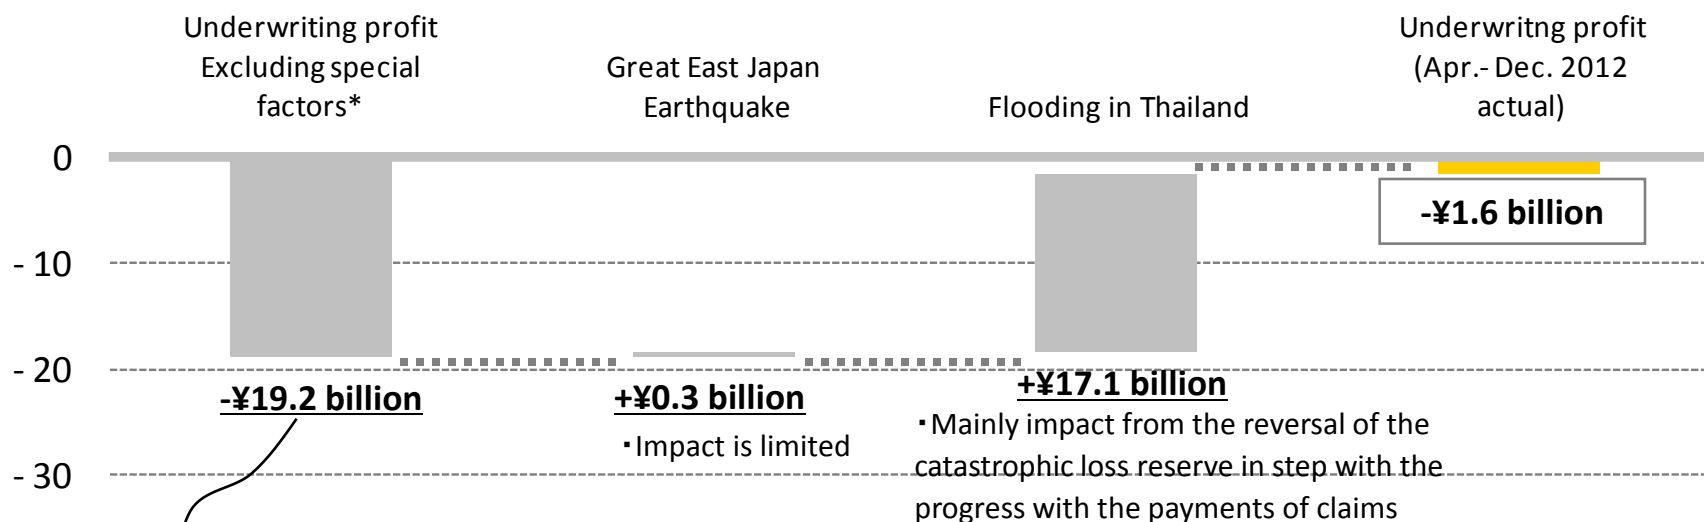 Underwriting profit
Excluding special
factors*
Great East Japan
Earthquake
Flooding in Thailand
Underwritng profit
(Apr.- Dec. 2012
actual)
0
- 10
- 20
- 30
-¥19.2 billion
+¥0.3 billion
・Impact is limited
+¥17.1 billion
・Mainly impact from the reversal of the
catastrophic loss reserve in step with the
progress with the payments of claims
-¥1.6 billion